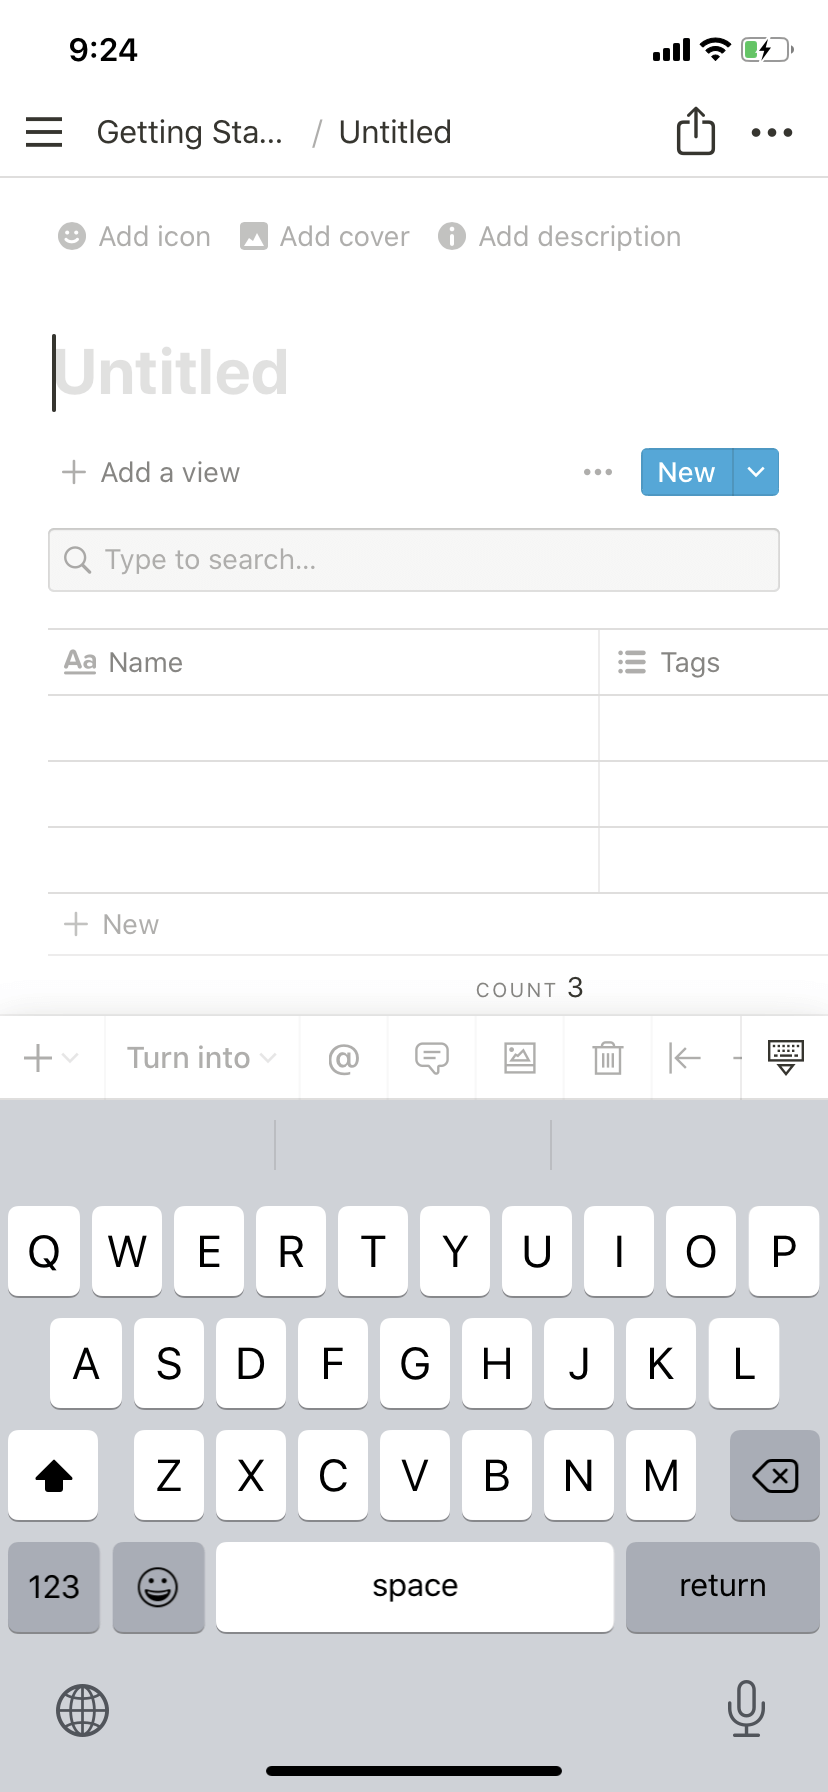 9:24
Getting Sta... / Untitled
Add icon Add cover Add description
Untitled
+ Add a view ••• New
Type to search...
Aa Name Tags
+ New
COUNT 3
+ Turn into @
Q W E R T Y U I O P
A S D F G H J K L
Z X C V B N M
123 space return